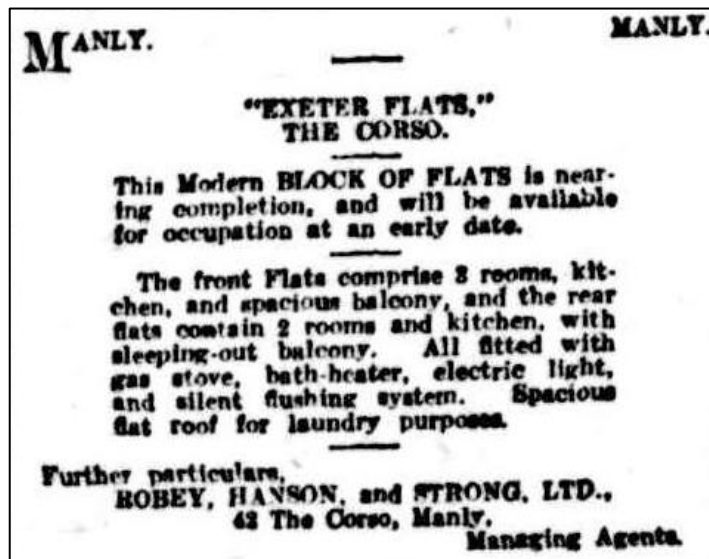 MANLY. MANLY.
"EXETER FLATS,"
THE CORSO.
This Modern BLOCK OF FLATS is near-
ing completion, and will be available
for occupation at an early date.
The front Flats comprise 3 rooms, kit-
chen, and spacious balcony, and the rear
flats contain 2 rooms and kitchen, with
sleeping-out balcony. All fitted with
gas stove, bath-heater, electric light,
and silent flushing system. Spacious
flat roof for laundry purposes.
Further particulars,
ROBEY, HANSON, and STRONG, LTD.,
42 The Corso, Manly,
Managing Agents.